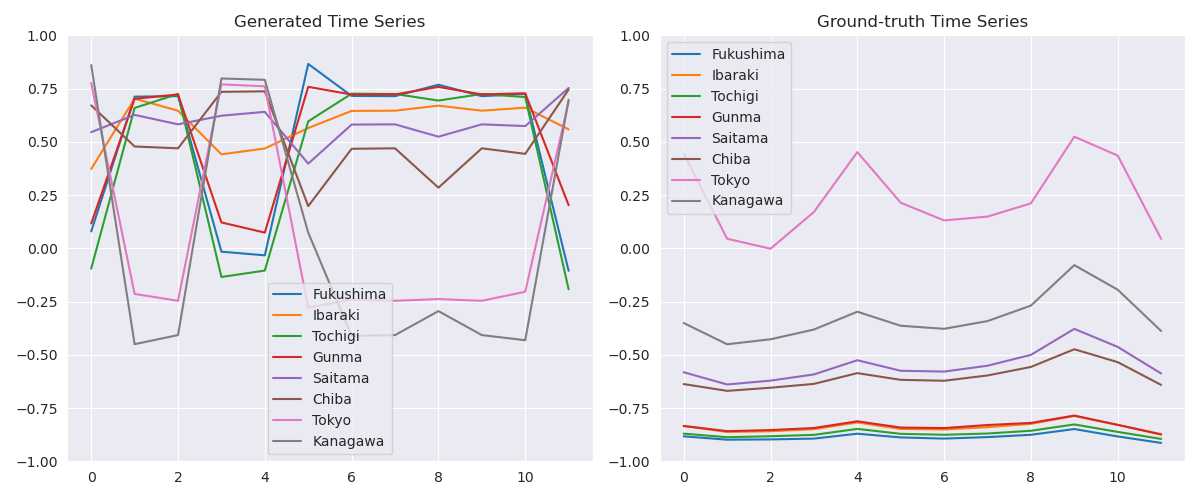 Generated Time Series
1.00
0.75
0.50
0.25
0.00
−0.25
−0.50
−0.75
−1.00
0
2
4
6
8
10
Fukushima
Ibaraki
Tochigi
Gunma
Saitama
Chiba
Tokyo
Kanagawa
Ground-truth Time Series
1.00
0.75
0.50
0.25
0.00
−0.25
−0.50
−0.75
−1.00
0
2
4
6
8
10
Fukushima
Ibaraki
Tochigi
Gunma
Saitama
Chiba
Tokyo
Kanagawa